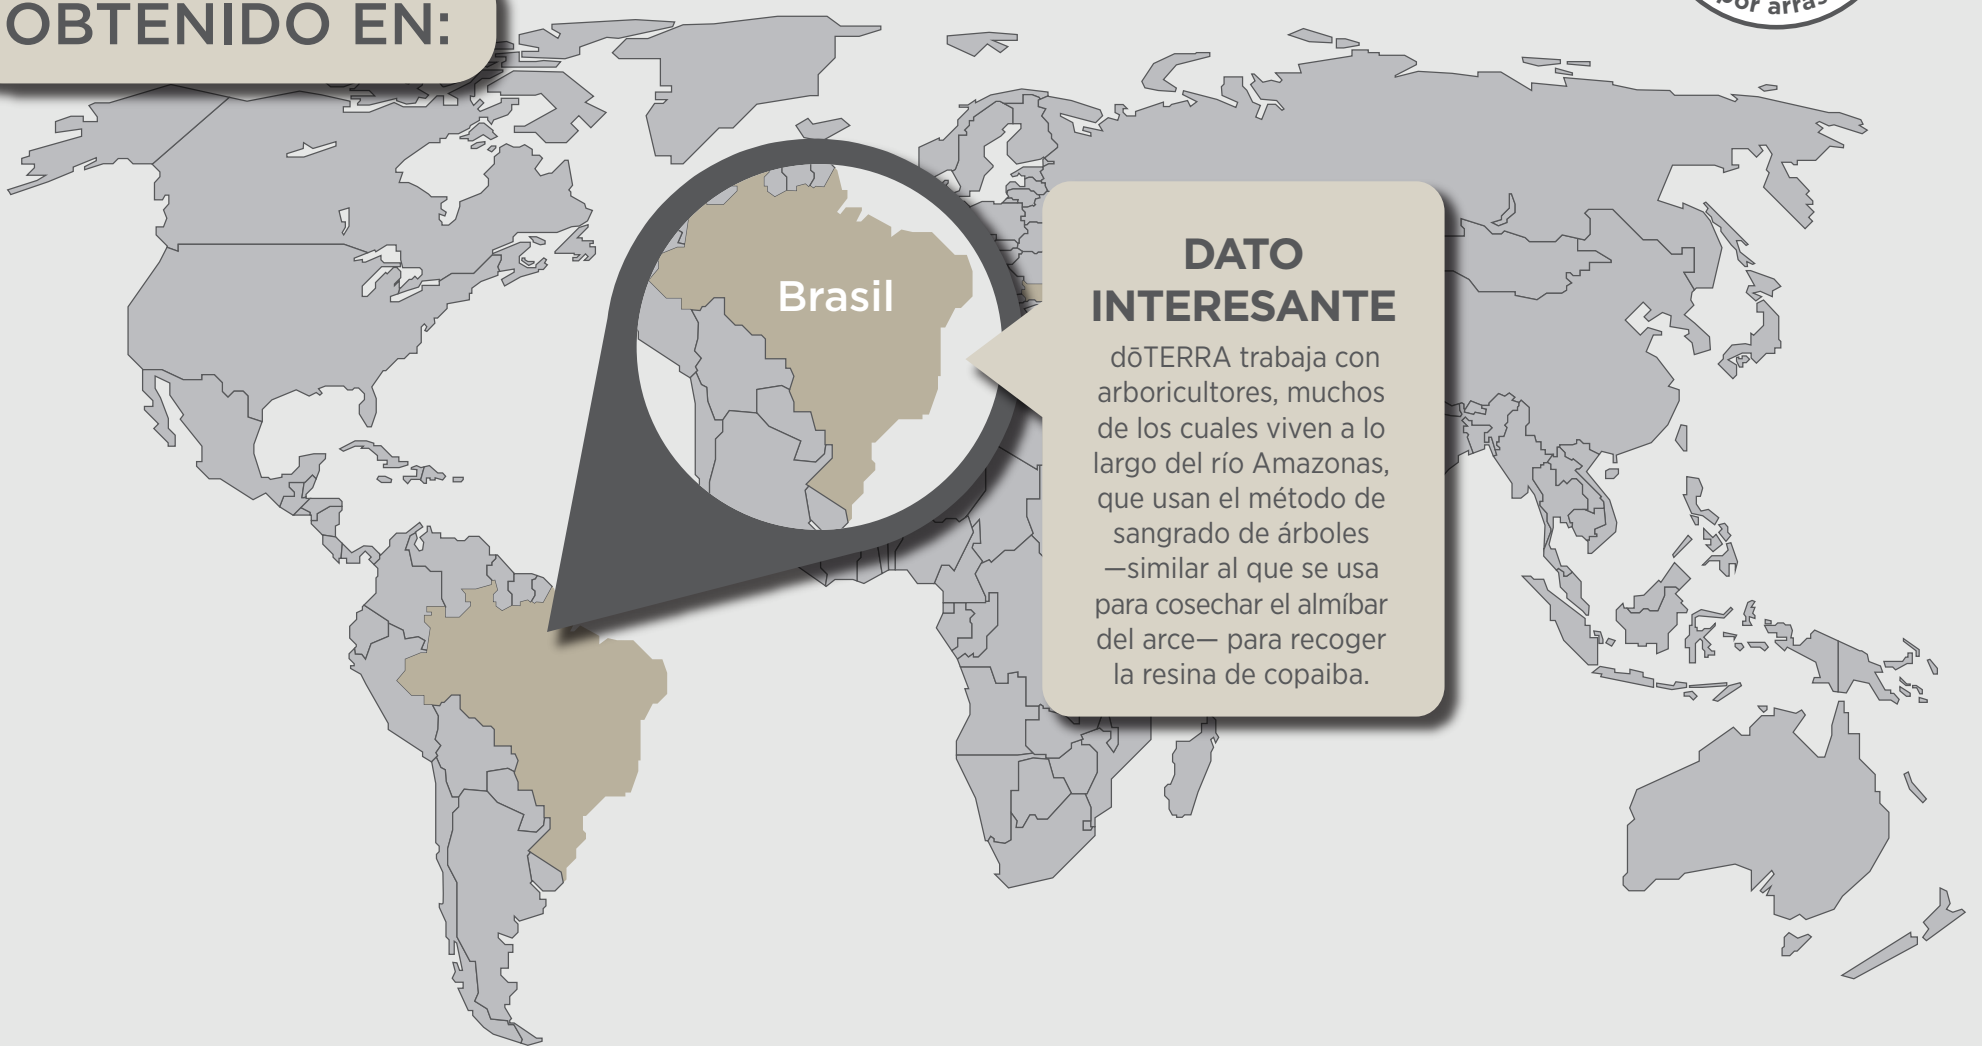 OBTENIDO EN:
por
Brasil
DATO
INTERESANTE
dōTERRA trabaja con
arboricultores, muchos
de los cuales viven a lo
largo del río Amazonas,
que usan el método de
sangrado de árboles
—similar al que se usa
para cosechar el almíbar
del arce— para recoger
la resina de copaiba.